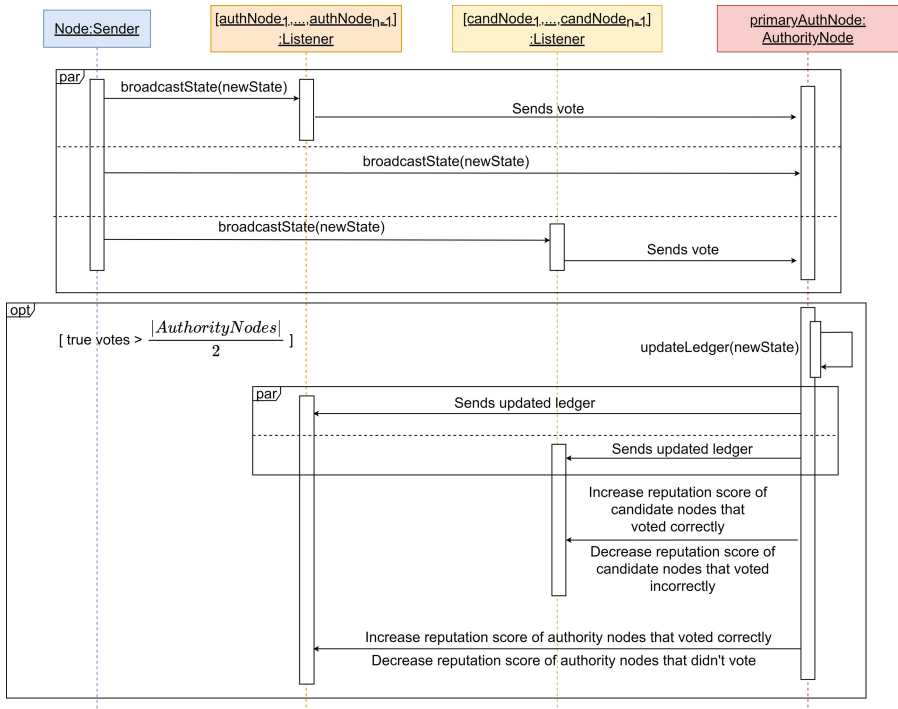 Node:Sender
[authNode₁,...,authNodeₙ₋₁]
:Listener
[candNode₁,...,candNodeₙ₋₁]
:Listener
primaryAuthNode:
AuthorityNode
par
broadcastState(newState)
Sends vote
broadcastState(newState)
broadcastState(newState)
Sends vote
opt
[ true votes > |AuthorityNodes| / 2 ]
updateLedger(newState)
par
Sends updated ledger
Sends updated ledger
Increase reputation score of
candidate nodes that
voted correctly
Decrease reputation score of
candidate nodes that voted
incorrectly
Increase reputation score of authority nodes that voted correctly
Decrease reputation score of authority nodes that didn't vote